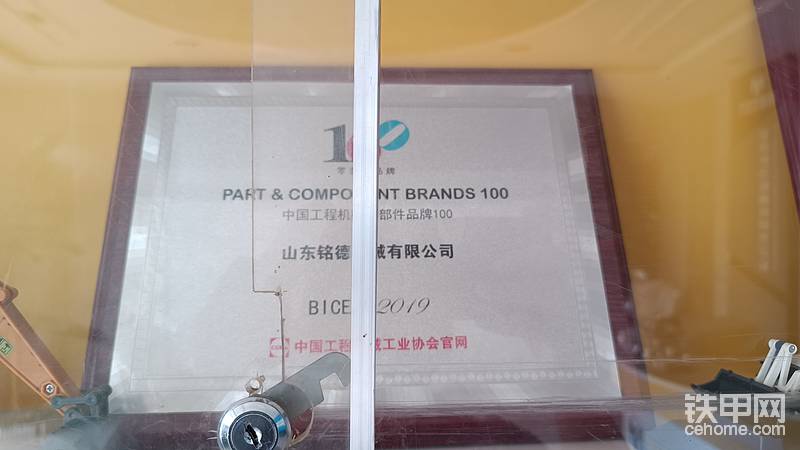 100
零 品牌
PART & COMPO NT BRANDS 100
中国工程机 部件品牌100
山东铭德 械有限公司
BICE 2019
中国工程 械工业协会官网
铁甲网
cehome.com